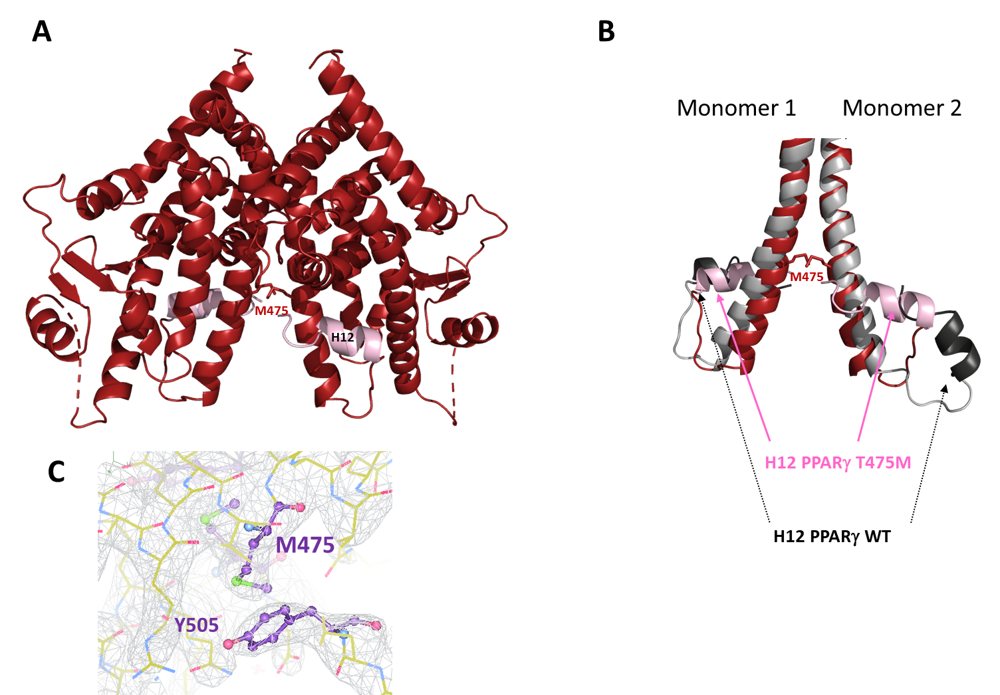 A
B
Monomer 1 Monomer 2
M475
M475
H12
H12 PPARγ T475M
C
H12 PPARγ WT
M475
Y505